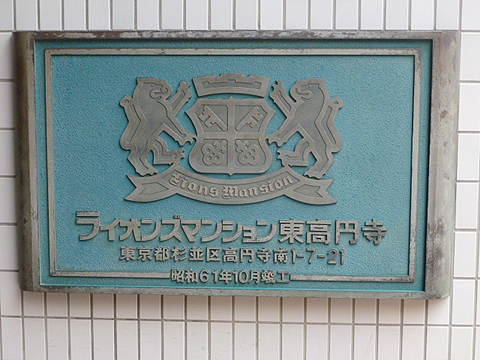 Lions Mansion
ライオンズマンション東高円寺
東京都杉並区高円寺南1-7-21
昭和61年10月竣工